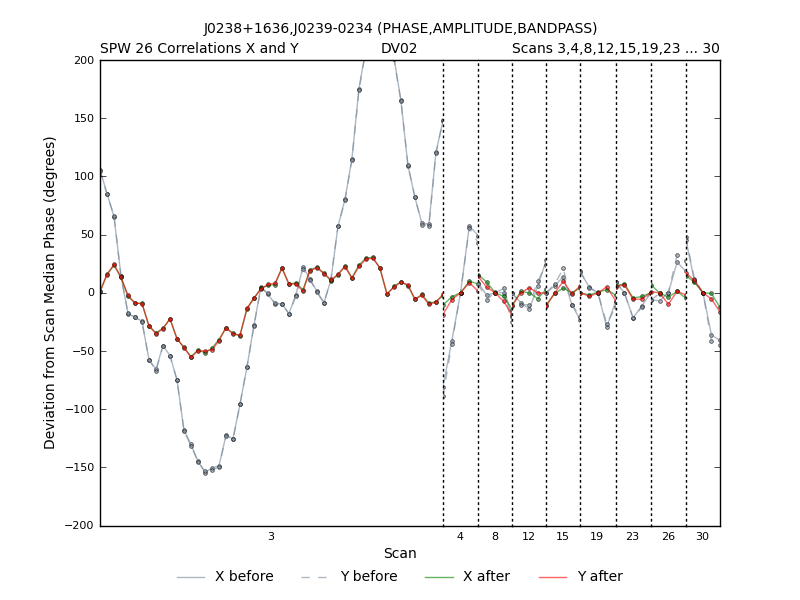 J0238+1636,J0239-0234 (PHASE,AMPLITUDE,BANDPASS)
SPW 26 Correlations X and Y DV02 Scans 3,4,8,12,15,19,23 ... 30
200
150
100
50
0
−50
−100
−150
−200
Deviation from Scan Median Phase (degrees)
3 4 8 12 15 19 23 26 30
Scan
X before Y before X after Y after